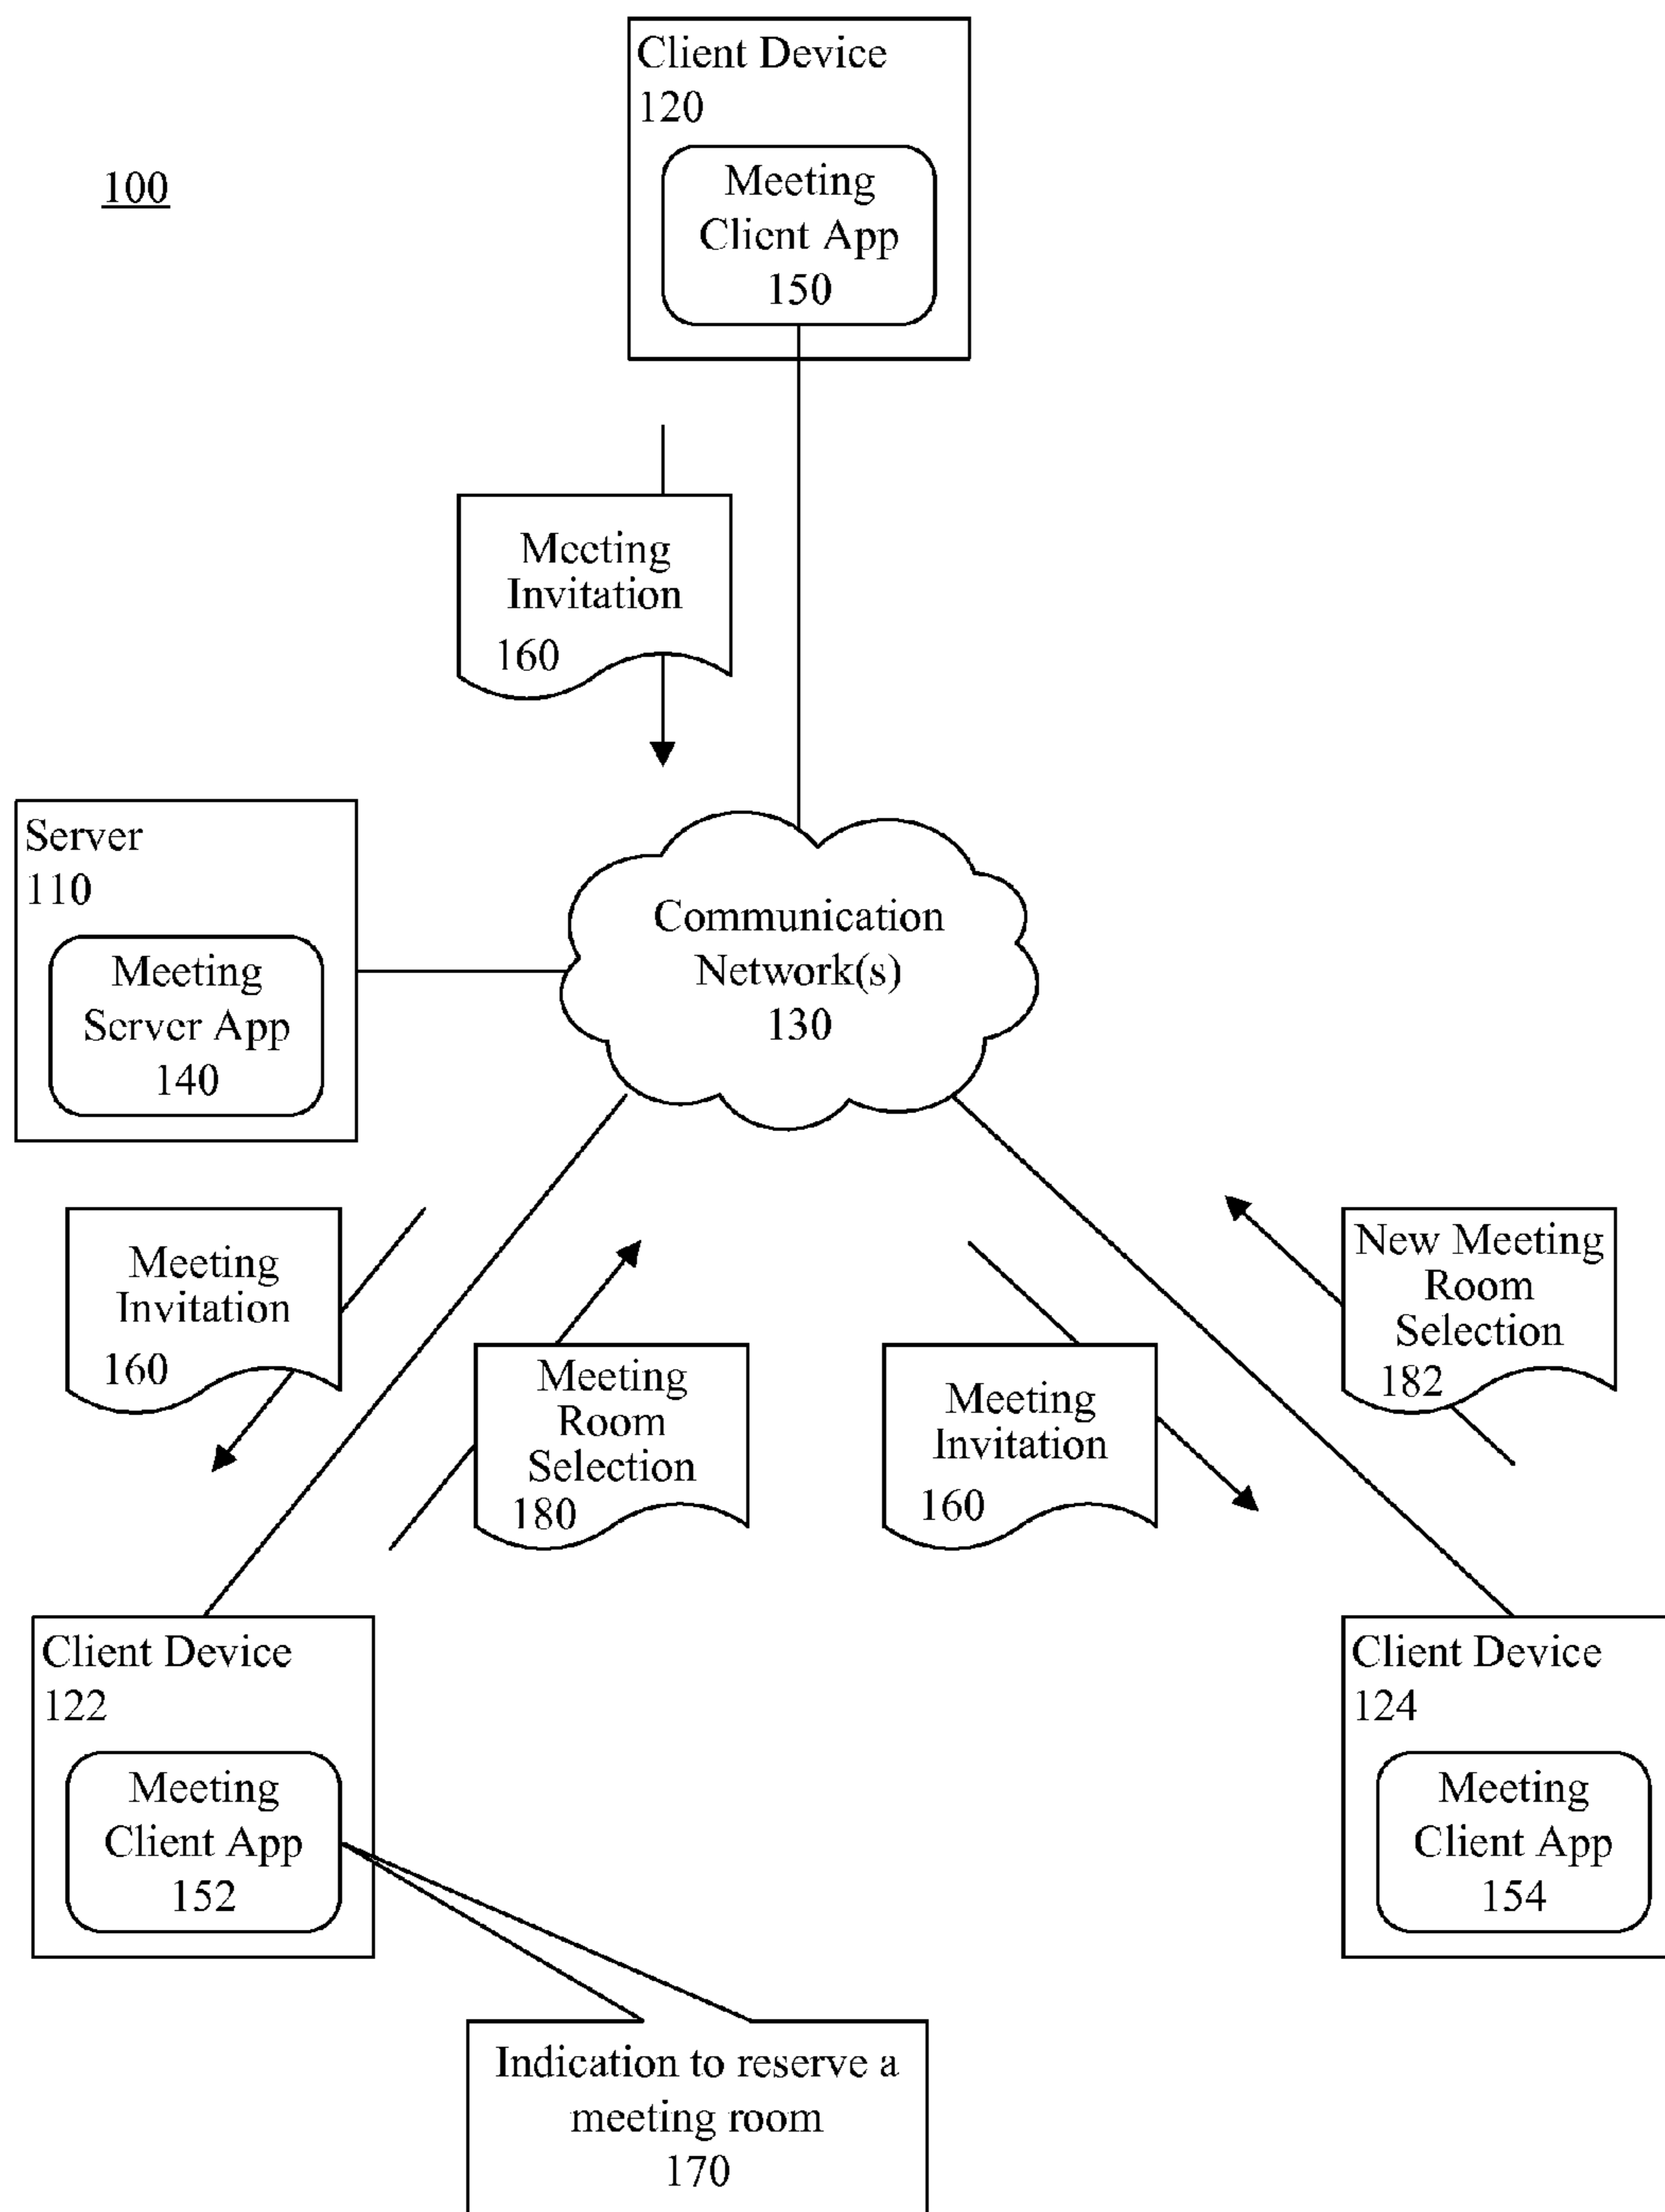 Client Device
120
100
Meeting
Client App
150
Meeting
Invitation
160
Server
110
Meeting
Server App
140
Communication
Network(s)
130
Meeting
Invitation
160
Meeting
Room
Selection
180
Meeting
Invitation
160
New Meeting
Room
Selection
182
Client Device
122
Meeting
Client App
152
Client Device
124
Meeting
Client App
154
Indication to reserve a
meeting room
170